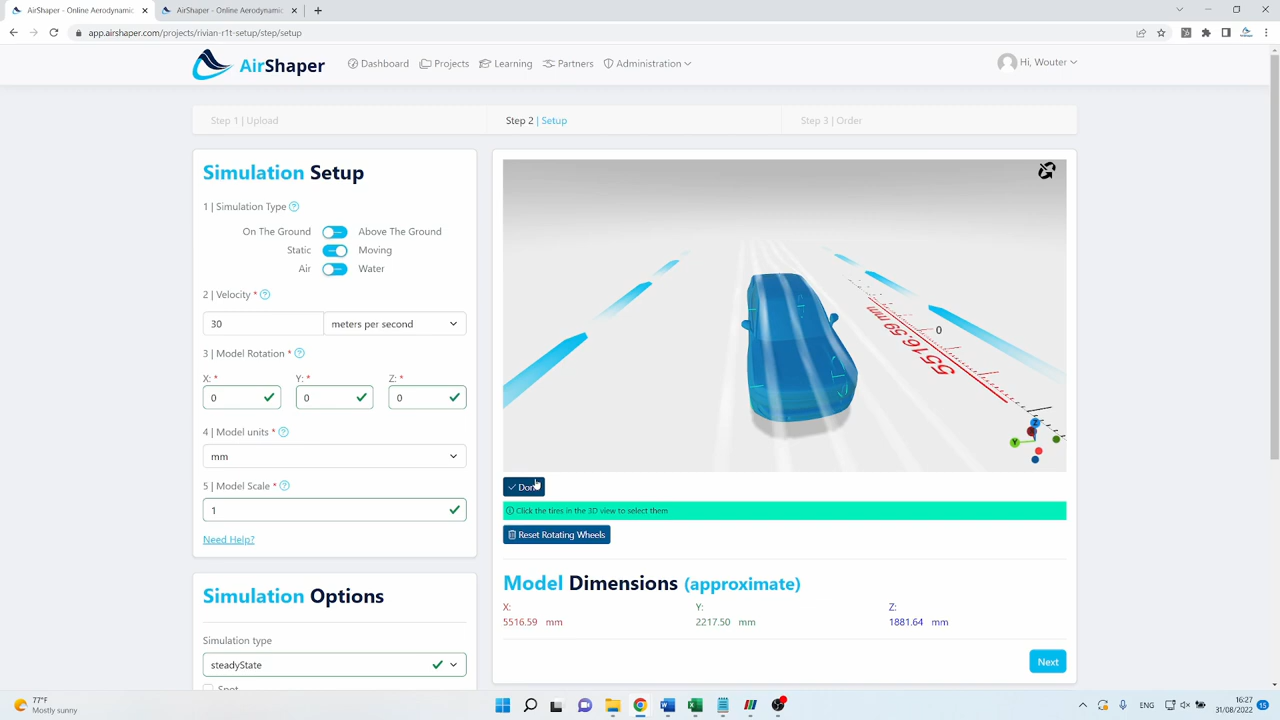 AirShaper - Online Aerodynamic
AirShaper - Online Aerodynamic
app.airshaper.com/projects/rivian-r1t-setup/step/setup
AirShaper
Dashboard
Projects
Learning
Partners
Administration
Hi, Wouter
Step 1 | Upload
Step 2 | Setup
Step 3 | Order
Simulation Setup
1 | Simulation Type
On The Ground
Above The Ground
Static
Moving
Air
Water
2 | Velocity *
30
meters per second
3 | Model Rotation *
X: *
Y: *
Z: *
0
0
0
4 | Model units *
mm
5 | Model Scale *
1
Need Help?
Simulation Options
Simulation type
steadyState
Spot
5516.59 mm
0
Z
Y
Done
Click the tires in the 3D view to select them
Reset Rotating Wheels
Model Dimensions (approximate)
X:
Y:
Z:
5516.59 mm
2217.50 mm
1881.64 mm
Next
77°F
Mostly sunny
ENG
16:27
31/08/2022
15